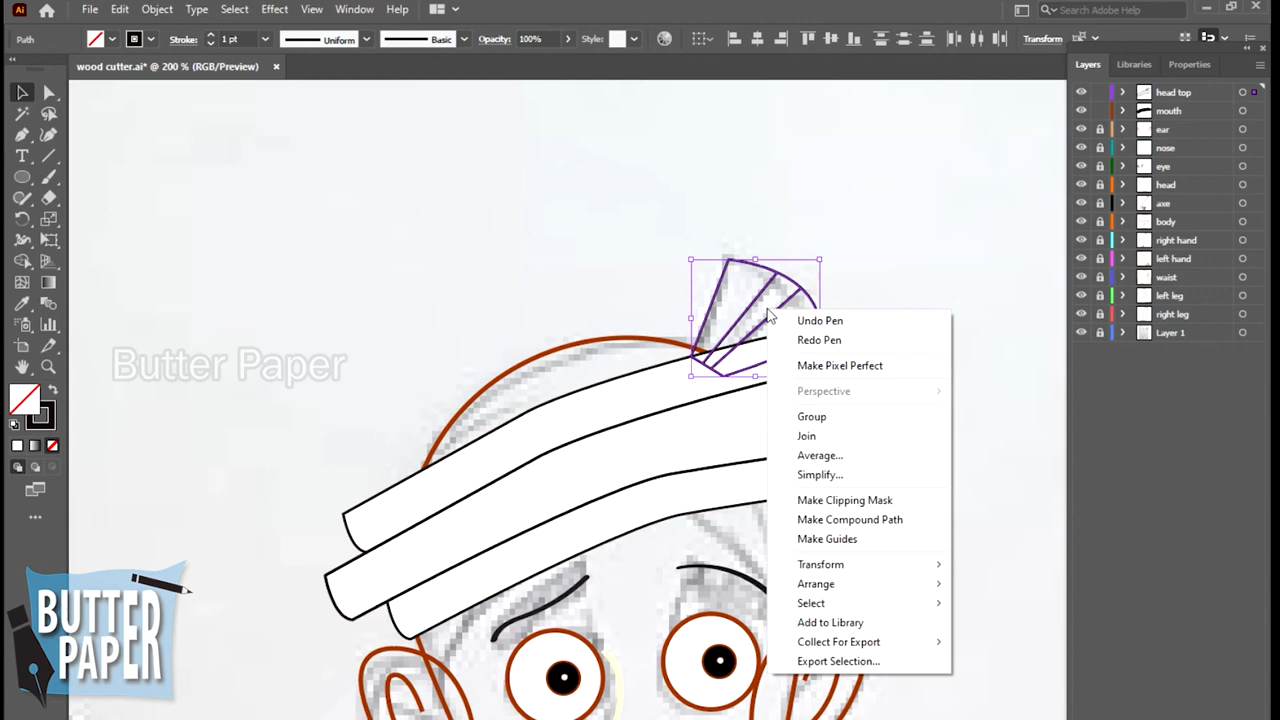 Ai File Edit Object Type Select Effect View Window Help Search Adobe Help
Path Stroke: 1 pt Uniform Basic Opacity: 100% Style: Transform
wood cutter.ai* @ 200 % (RGB/Preview)
Layers Libraries Properties
head top
mouth
ear
nose
eye
head
axe
body
right hand
left hand
waist
left leg
right leg
Layer 1
Undo Pen
Redo Pen
Make Pixel Perfect
Perspective
Group
Join
Average...
Simplify...
Make Clipping Mask
Make Compound Path
Make Guides
Transform
Arrange
Select
Add to Library
Collect For Export
Export Selection...
Butter Paper
BUTTER
PAPER